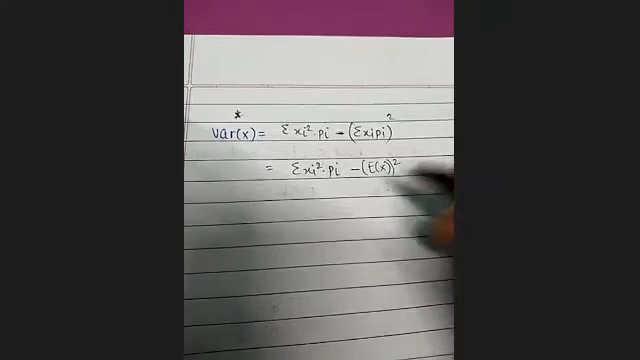 *
Var(x) = Σxi²·pi - (Σxipi)²
= Σxi²·pi - (E(x))²